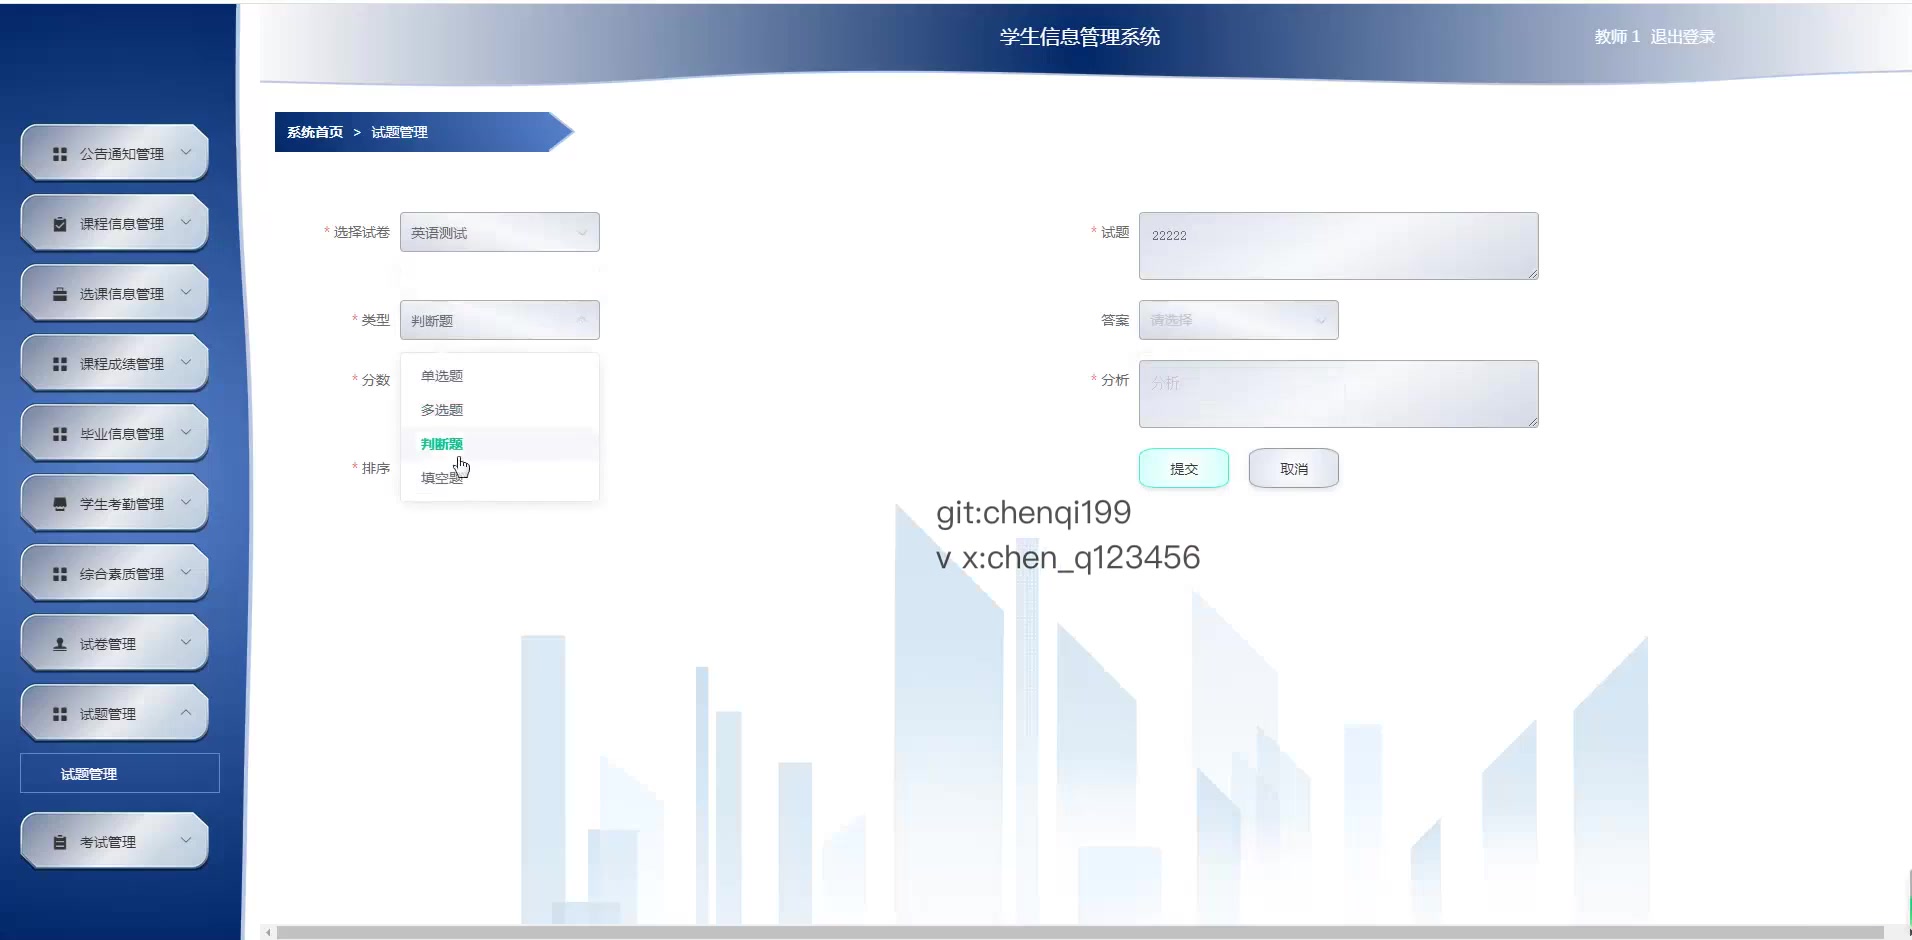 学生信息管理系统
教师 1 退出登录
系统首页 > 试题管理
公告通知管理
课程信息管理
选课信息管理
课程成绩管理
毕业信息管理
学生考勤管理
综合素质管理
试卷管理
试题管理
试题管理
考试管理
* 选择试卷 英语测试
* 试题 22222
* 类型 判断题
答案 请选择
* 分数
单选题
多选题
判断题
填空题
* 分析 分析
* 排序
提交 取消
git:chenqi199
v x:chen_q123456